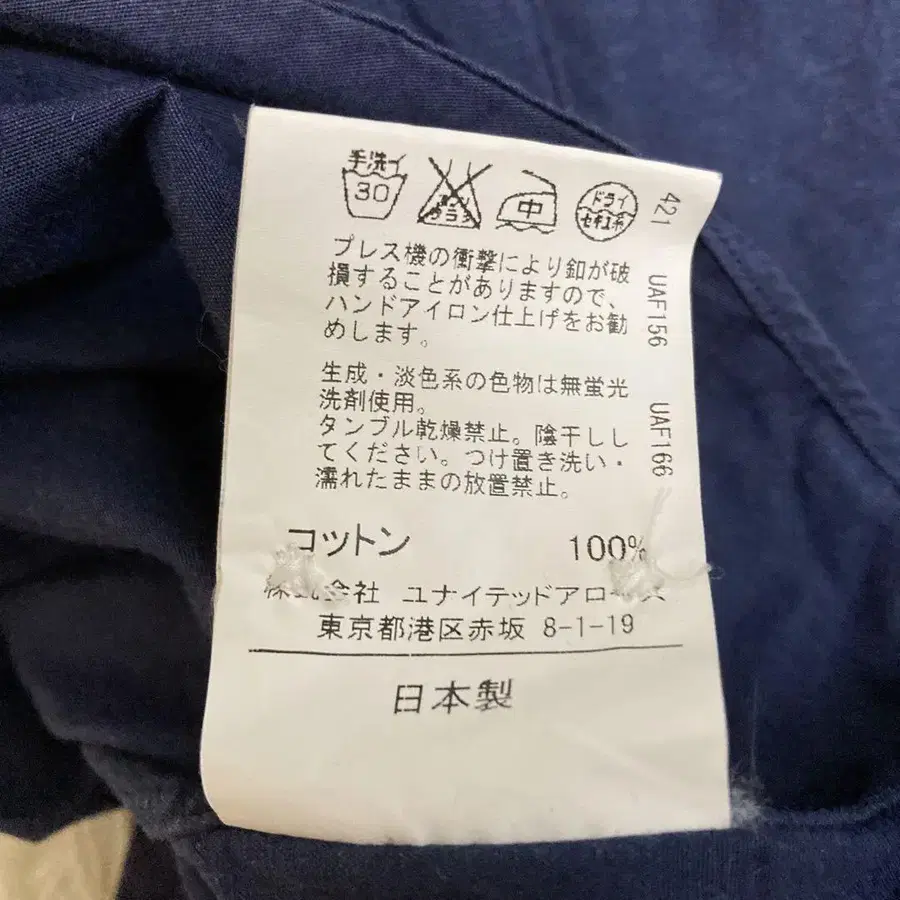 手洗イ
30
中
ドライ
セキユ系
プレス機の衝撃により釦が破
損することがありますので、
ハンドアイロン仕上げをお勧
めします。
生成・淡色系の色物は無蛍光
洗剤使用。
タンブル乾燥禁止。陰干しし
てください。つけ置き洗い・
濡れたままの放置禁止。
コットン 100%
株式会社 ユナイテッドアローズ
東京都港区赤坂 8-1-19
日本製
421 UAF156 UAF166